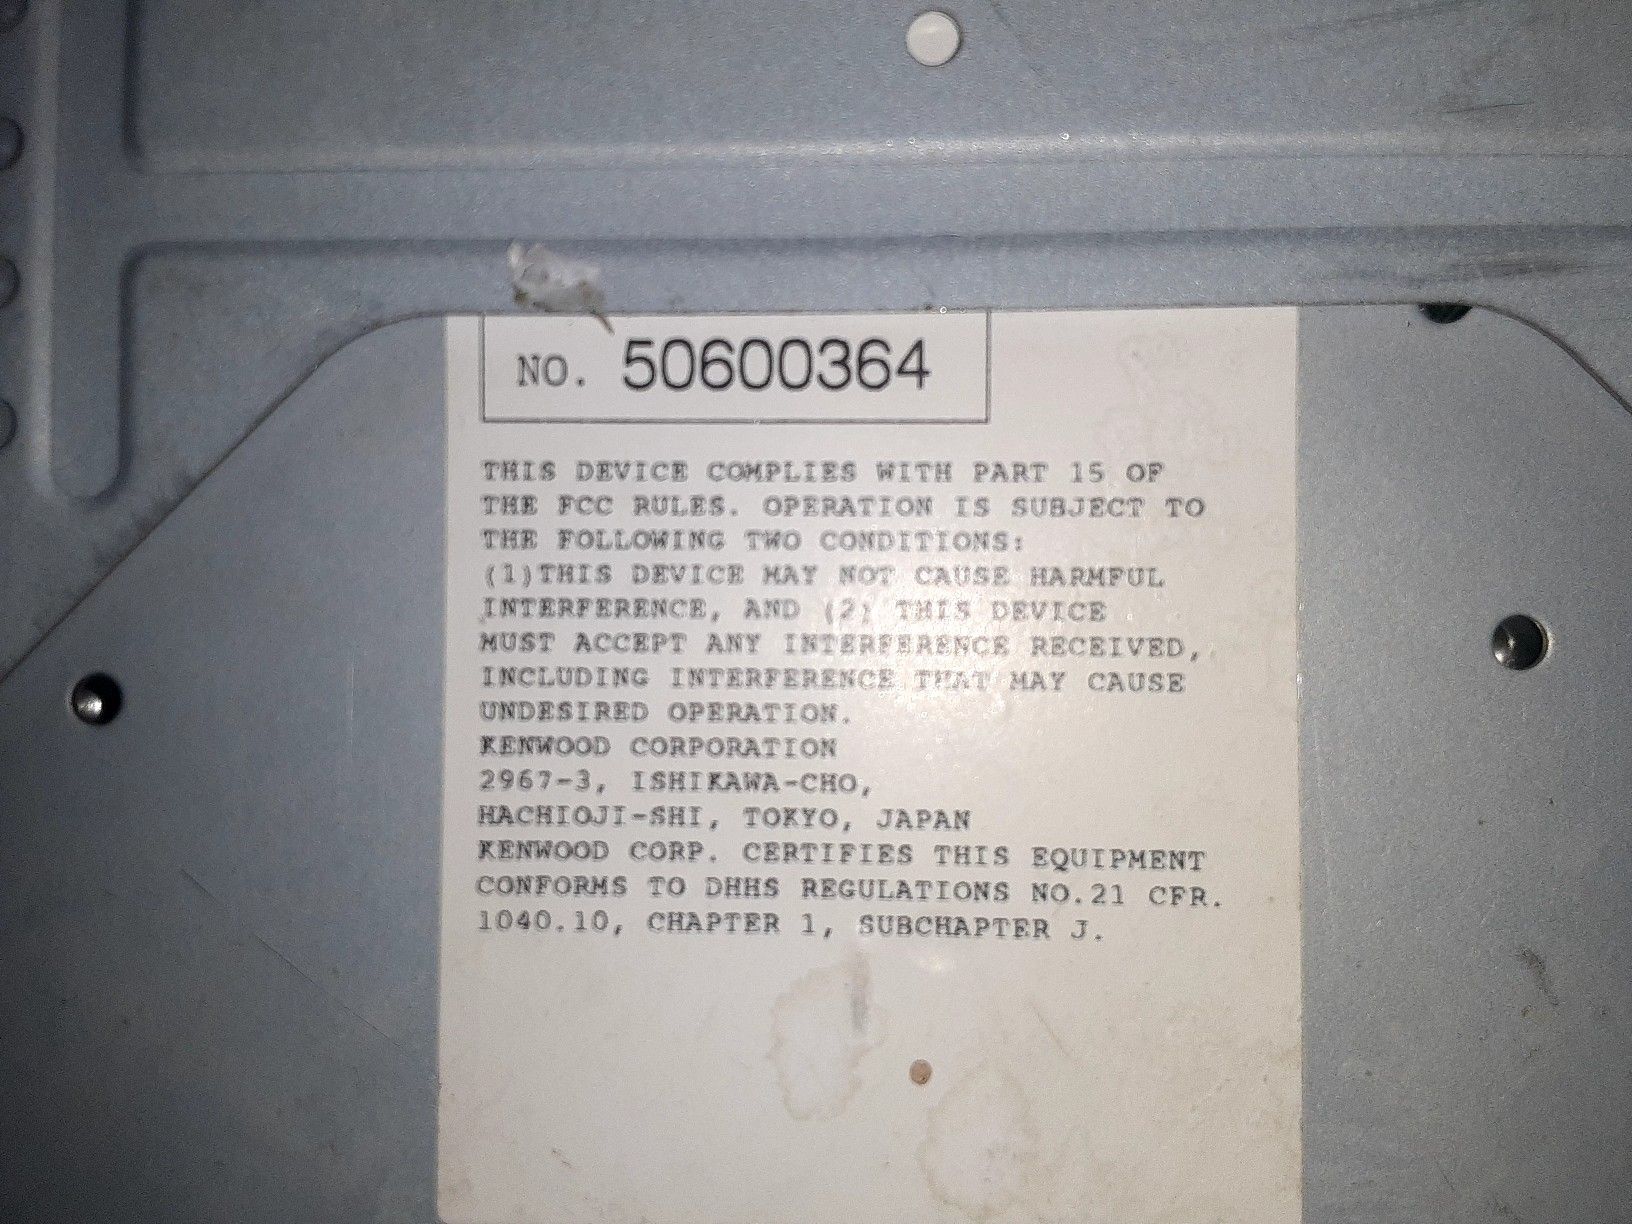 NO. 50600364
THIS DEVICE COMPLIES WITH PART 15 OF
THE FCC RULES. OPERATION IS SUBJECT TO
THE FOLLOWING TWO CONDITIONS:
(1)THIS DEVICE MAY NOT CAUSE HARMFUL
INTERFERENCE, AND (2) THIS DEVICE
MUST ACCEPT ANY INTERFERENCE RECEIVED,
INCLUDING INTERFERENCE THAT MAY CAUSE
UNDESIRED OPERATION.
KENWOOD CORPORATION
2967-3, ISHIKAWA-CHO,
HACHIOJI-SHI, TOKYO, JAPAN
KENWOOD CORP. CERTIFIES THIS EQUIPMENT
CONFORMS TO DHHS REGULATIONS NO.21 CFR.
1040.10, CHAPTER 1, SUBCHAPTER J.